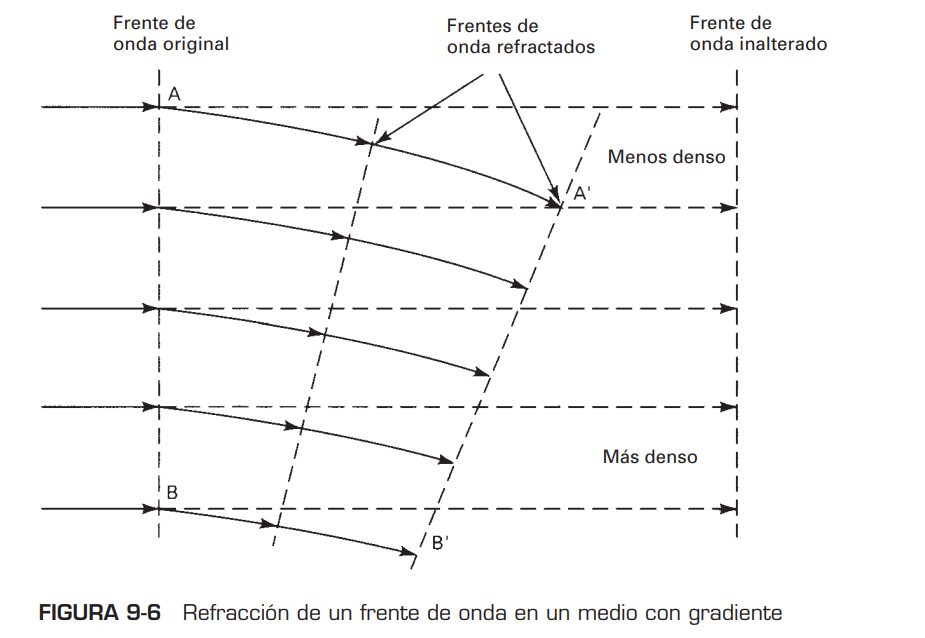 Frente de
onda original
Frentes de
onda refractados
Frente de
onda inalterado
A
Menos denso
A'
Más denso
B
B'
FIGURA 9-6 Refracción de un frente de onda en un medio con gradiente